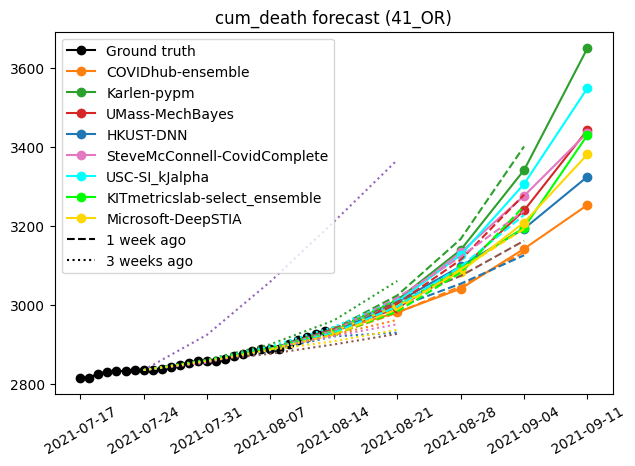 cum_death forecast (41_OR)
3600
3400
3200
3000
2800
Ground truth
COVIDhub-ensemble
Karlen-pypm
UMass-MechBayes
HKUST-DNN
SteveMcConnell-CovidComplete
USC-SI_kJalpha
KITmetricslab-select_ensemble
Microsoft-DeepSTIA
1 week ago
3 weeks ago
2021-07-17
2021-07-24
2021-07-31
2021-08-07
2021-08-14
2021-08-21
2021-08-28
2021-09-04
2021-09-11